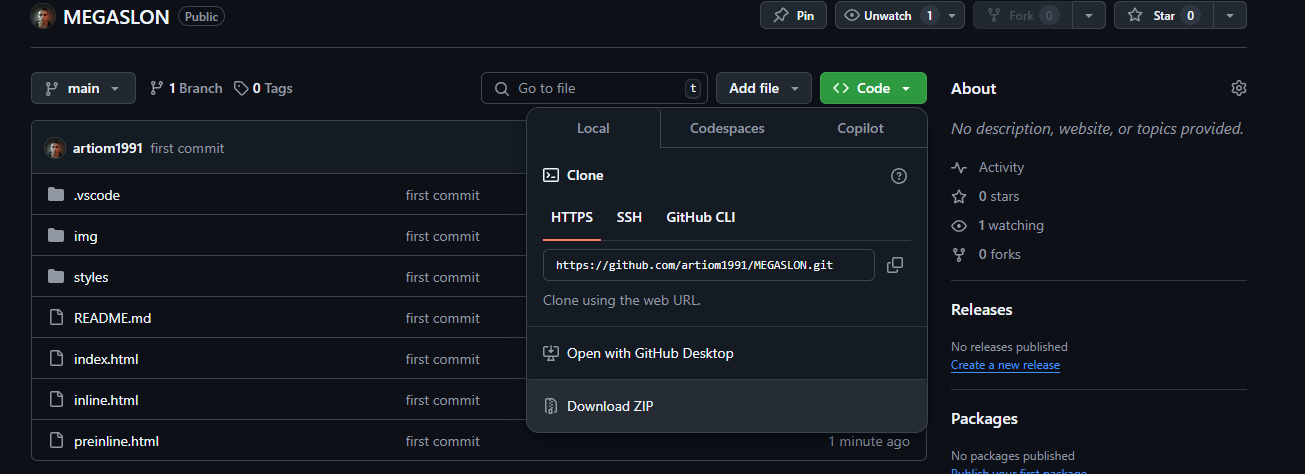 MEGASLON Public
Pin
Unwatch 1
Fork 0
Star 0
main
1 Branch
0 Tags
Go to file t
Add file
Code
artiom1991 first commit
.vscode first commit
img first commit
styles first commit
README.md first commit
index.html first commit
inline.html first commit
preinline.html first commit 1 minute ago
Local Codespaces Copilot
Clone
HTTPS SSH GitHub CLI
https://github.com/artiom1991/MEGASLON.git
Clone using the web URL.
Open with GitHub Desktop
Download ZIP
About
No description, website, or topics provided.
Activity
0 stars
1 watching
0 forks
Releases
No releases published
Create a new release
Packages
No packages published
Publish your first package